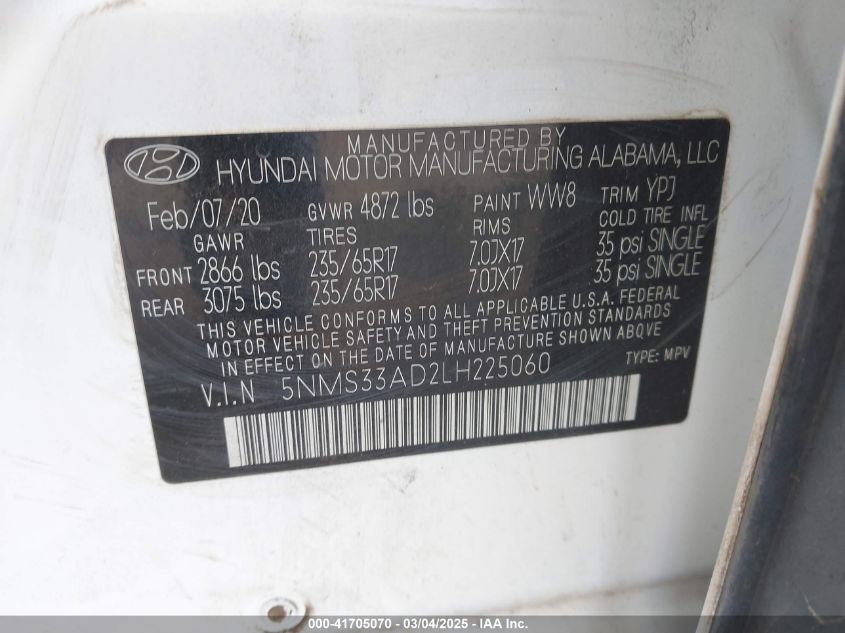 MANUFACTURED BY
HYUNDAI MOTOR MANUFACTURING ALABAMA, LLC
Feb/07/20 GVWR 4872 lbs PAINT WW8 TRIM YPJ
GAWR TIRES RIMS COLD TIRE INFL
FRONT 2866 lbs 235/65R17 7.0JX17 35 psi SINGLE
REAR 3075 lbs 235/65R17 7.0JX17 35 psi SINGLE
THIS VEHICLE CONFORMS TO ALL APPLICABLE U.S.A. FEDERAL
MOTOR VEHICLE SAFETY AND THEFT PREVENTION STANDARDS
IN EFFECT ON THE DATE OF MANUFACTURE SHOWN ABOVE
TYPE: MPV
V.I.N 5NMS33AD2LH225060
000-41705070 - 03/04/2025 - IAA Inc.